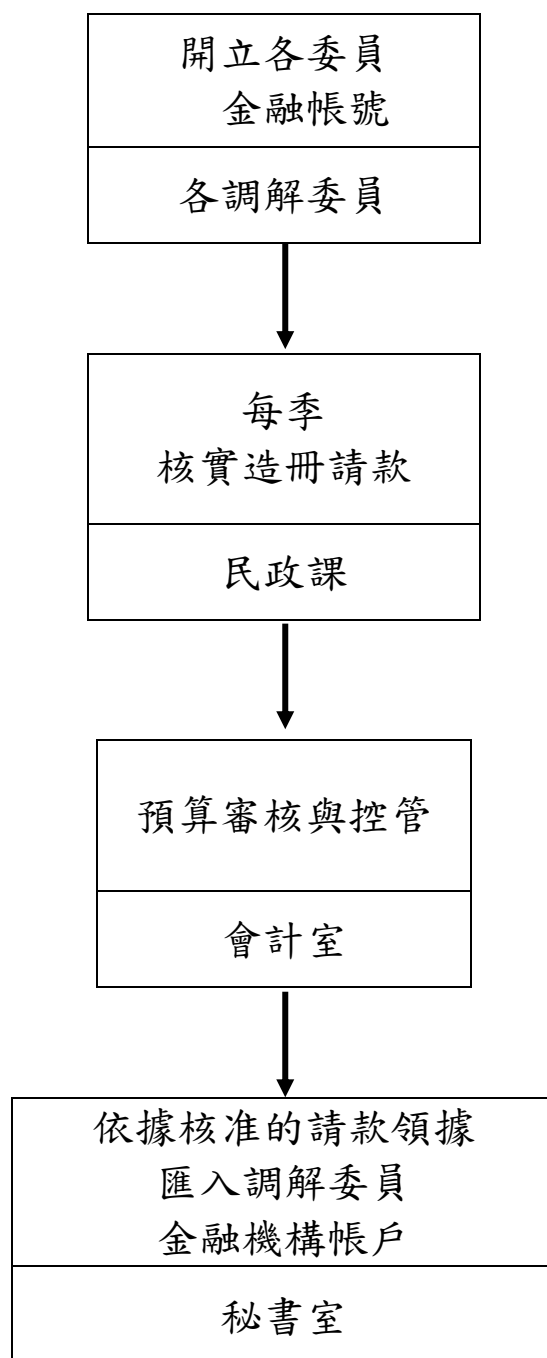 開立各委員
金融帳號
各調解委員
每季
核實造冊請款
民政課
預算審核與控管
會計室
依據核准的請款領據
匯入調解委員
金融機構帳戶
秘書室